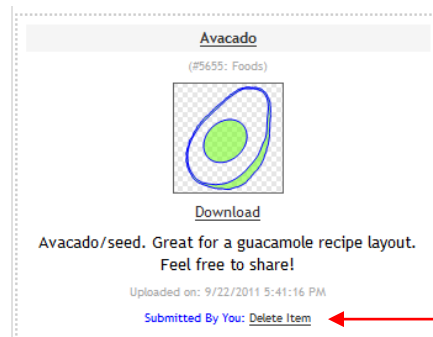 Avacado
(#5655: Foods)
Download
Avacado/seed. Great for a guacamole recipe layout.
Feel free to share!
Uploaded on: 9/22/2011 5:41:16 PM
Submitted By You: Delete Item